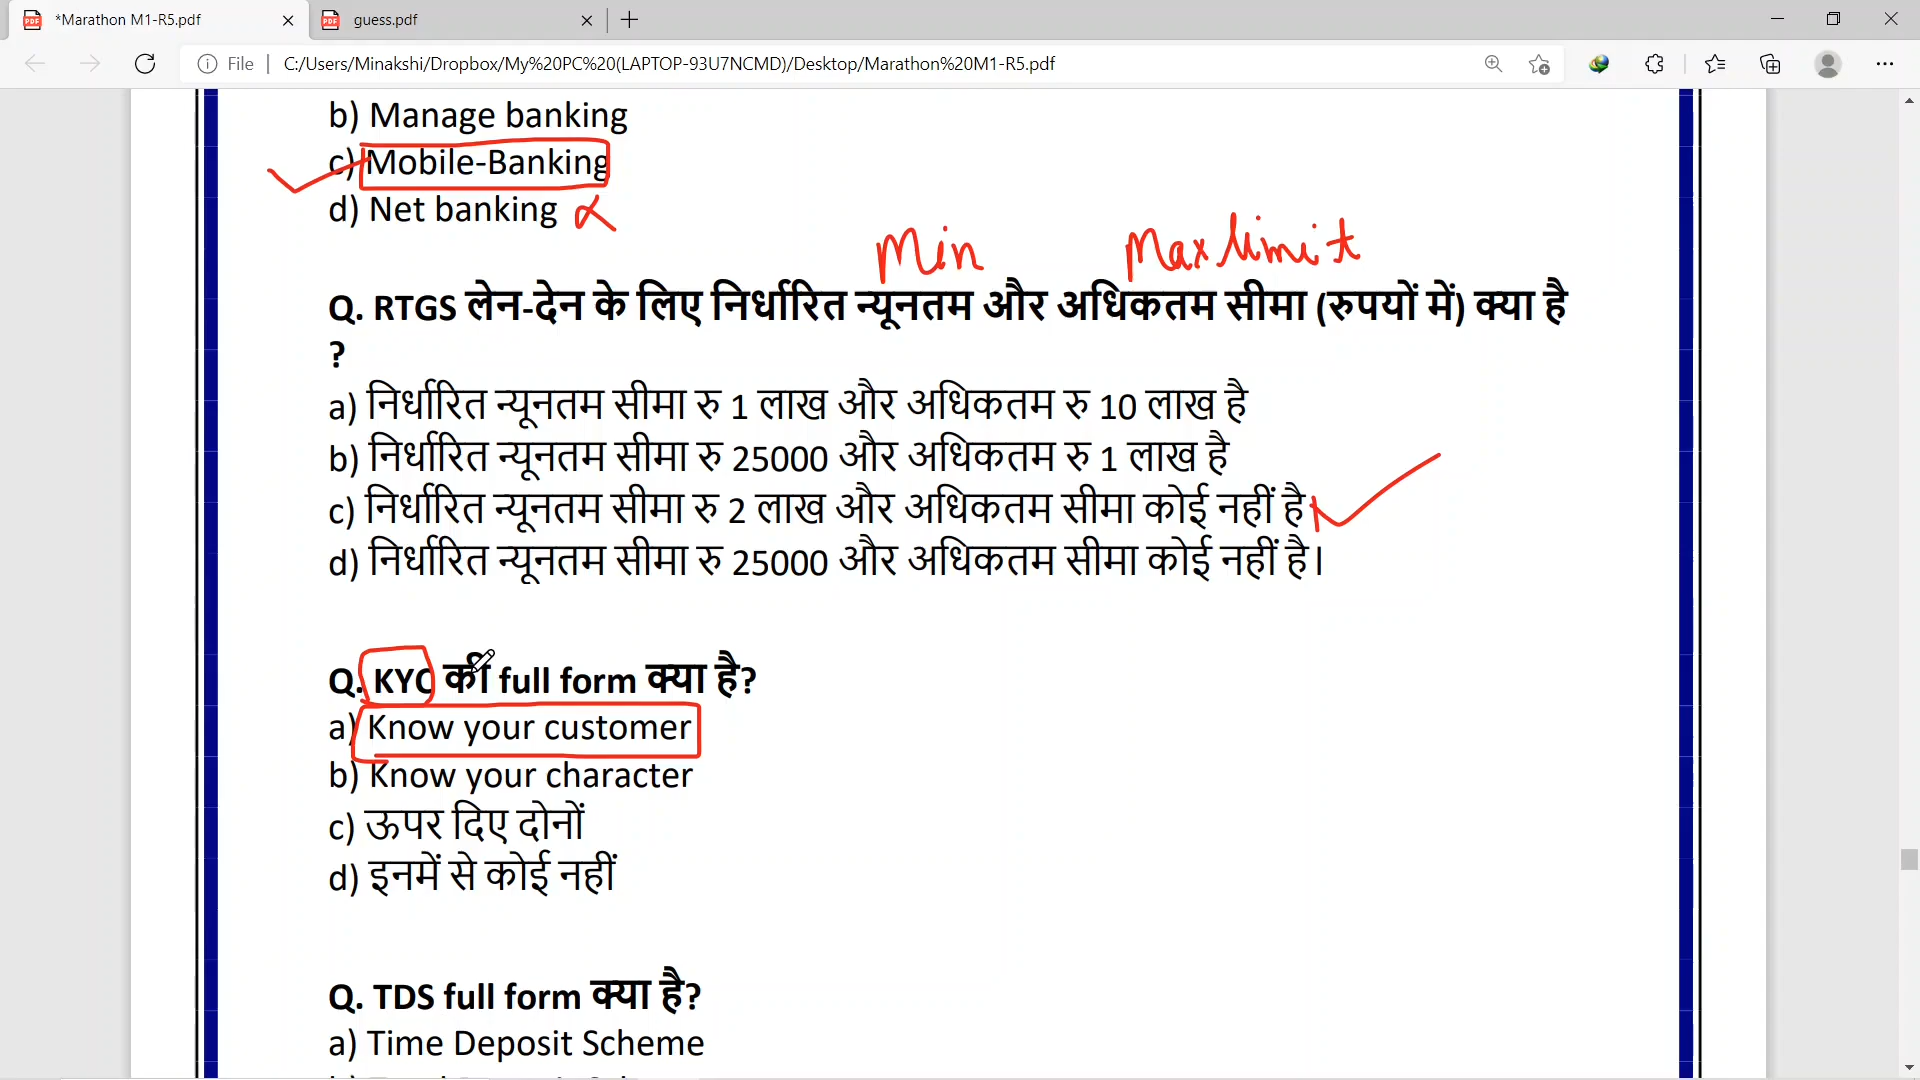 *Marathon M1-R5.pdf
guess.pdf
File
C:/Users/Minakshi/Dropbox/My%20PC%20(LAPTOP-93U7NCMD)/Desktop/Marathon%20M1-R5.pdf
b) Manage banking
c) Mobile-Banking
d) Net banking
Min Max limit
Q. RTGS लेन-देन के लिए निर्धारित न्यूनतम और अधिकतम सीमा (रुपयों में) क्या है
?
a) निर्धारित न्यूनतम सीमा रु 1 लाख और अधिकतम रु 10 लाख है
b) निर्धारित न्यूनतम सीमा रु 25000 और अधिकतम रु 1 लाख है
c) निर्धारित न्यूनतम सीमा रु 2 लाख और अधिकतम सीमा कोई नहीं है
d) निर्धारित न्यूनतम सीमा रु 25000 और अधिकतम सीमा कोई नहीं है।
Q. KYC की full form क्या है?
a) Know your customer
b) Know your character
c) ऊपर दिए दोनों
d) इनमें से कोई नहीं
Q. TDS full form क्या है?
a) Time Deposit Scheme